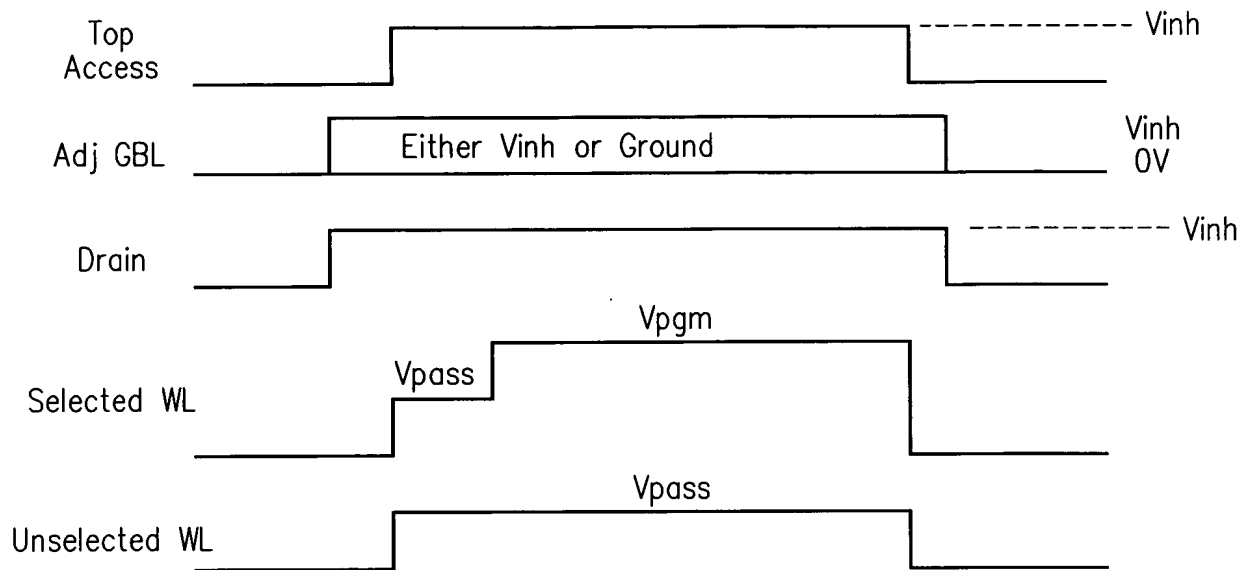 Top
Access
Vinh
Adj GBL
Either Vinh or Ground
Vinh
0V
Drain
Vinh
Selected WL
Vpass
Vpgm
Unselected WL
Vpass